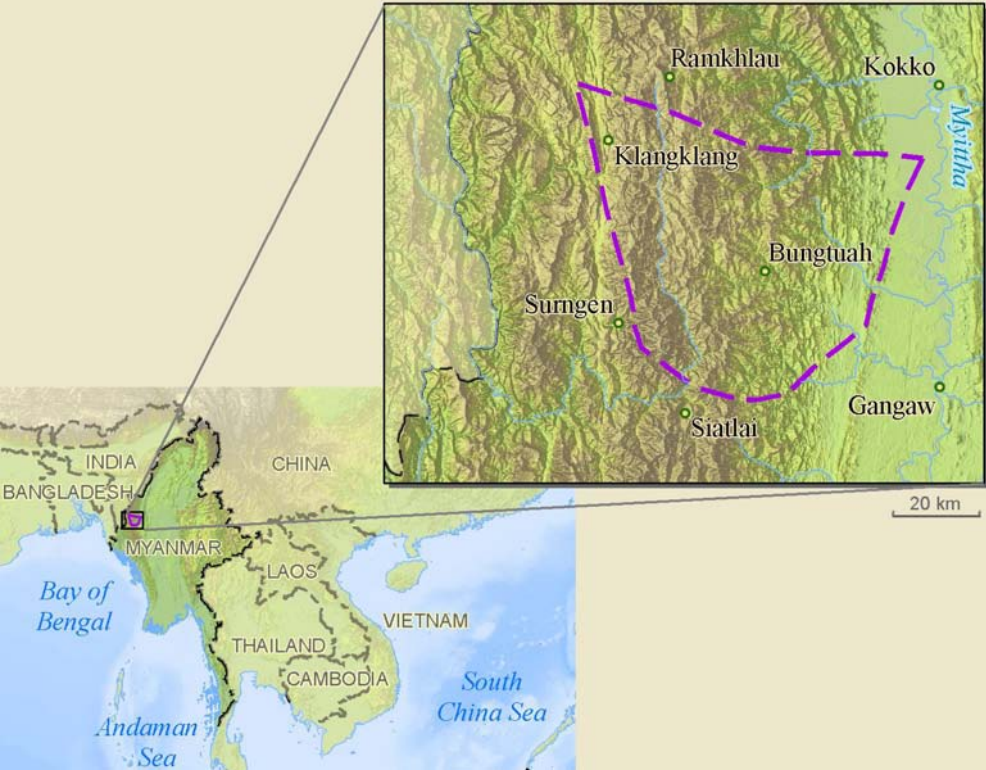 Ramkhlau
Kokko
Myittha
Klangklang
Bungtuah
Surngen
Gangaw
Siatlai
20 km
INDIA
CHINA
BANGLADESH
MYANMAR
LAOS
Bay of
Bengal
VIETNAM
THAILAND
CAMBODIA
South
China Sea
Andaman
Sea